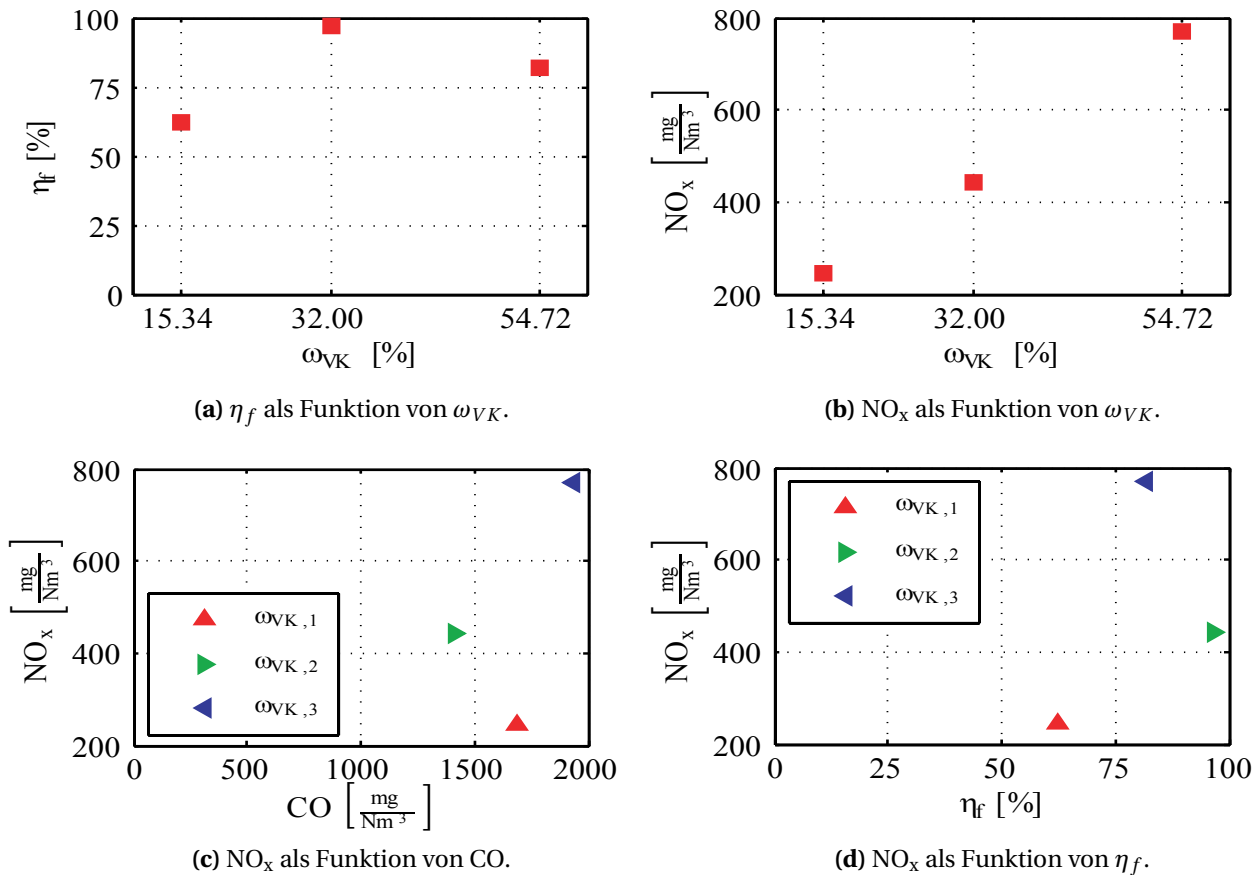 100
75
50
25
0
η_f [%]
15.34 32.00 54.72
ω_VK [%]
(a) η_f als Funktion von ω_VK.
800
600
400
200
NO_x [mg/Nm³]
15.34 32.00 54.72
ω_VK [%]
(b) NO_x als Funktion von ω_VK.
800
600
400
200
NO_x [mg/Nm³]
ω_VK,1
ω_VK,2
ω_VK,3
0 500 1000 1500 2000
CO [mg/Nm³]
(c) NO_x als Funktion von CO.
800
600
400
200
NO_x [mg/Nm³]
ω_VK,1
ω_VK,2
ω_VK,3
0 25 50 75 100
η_f [%]
(d) NO_x als Funktion von η_f.